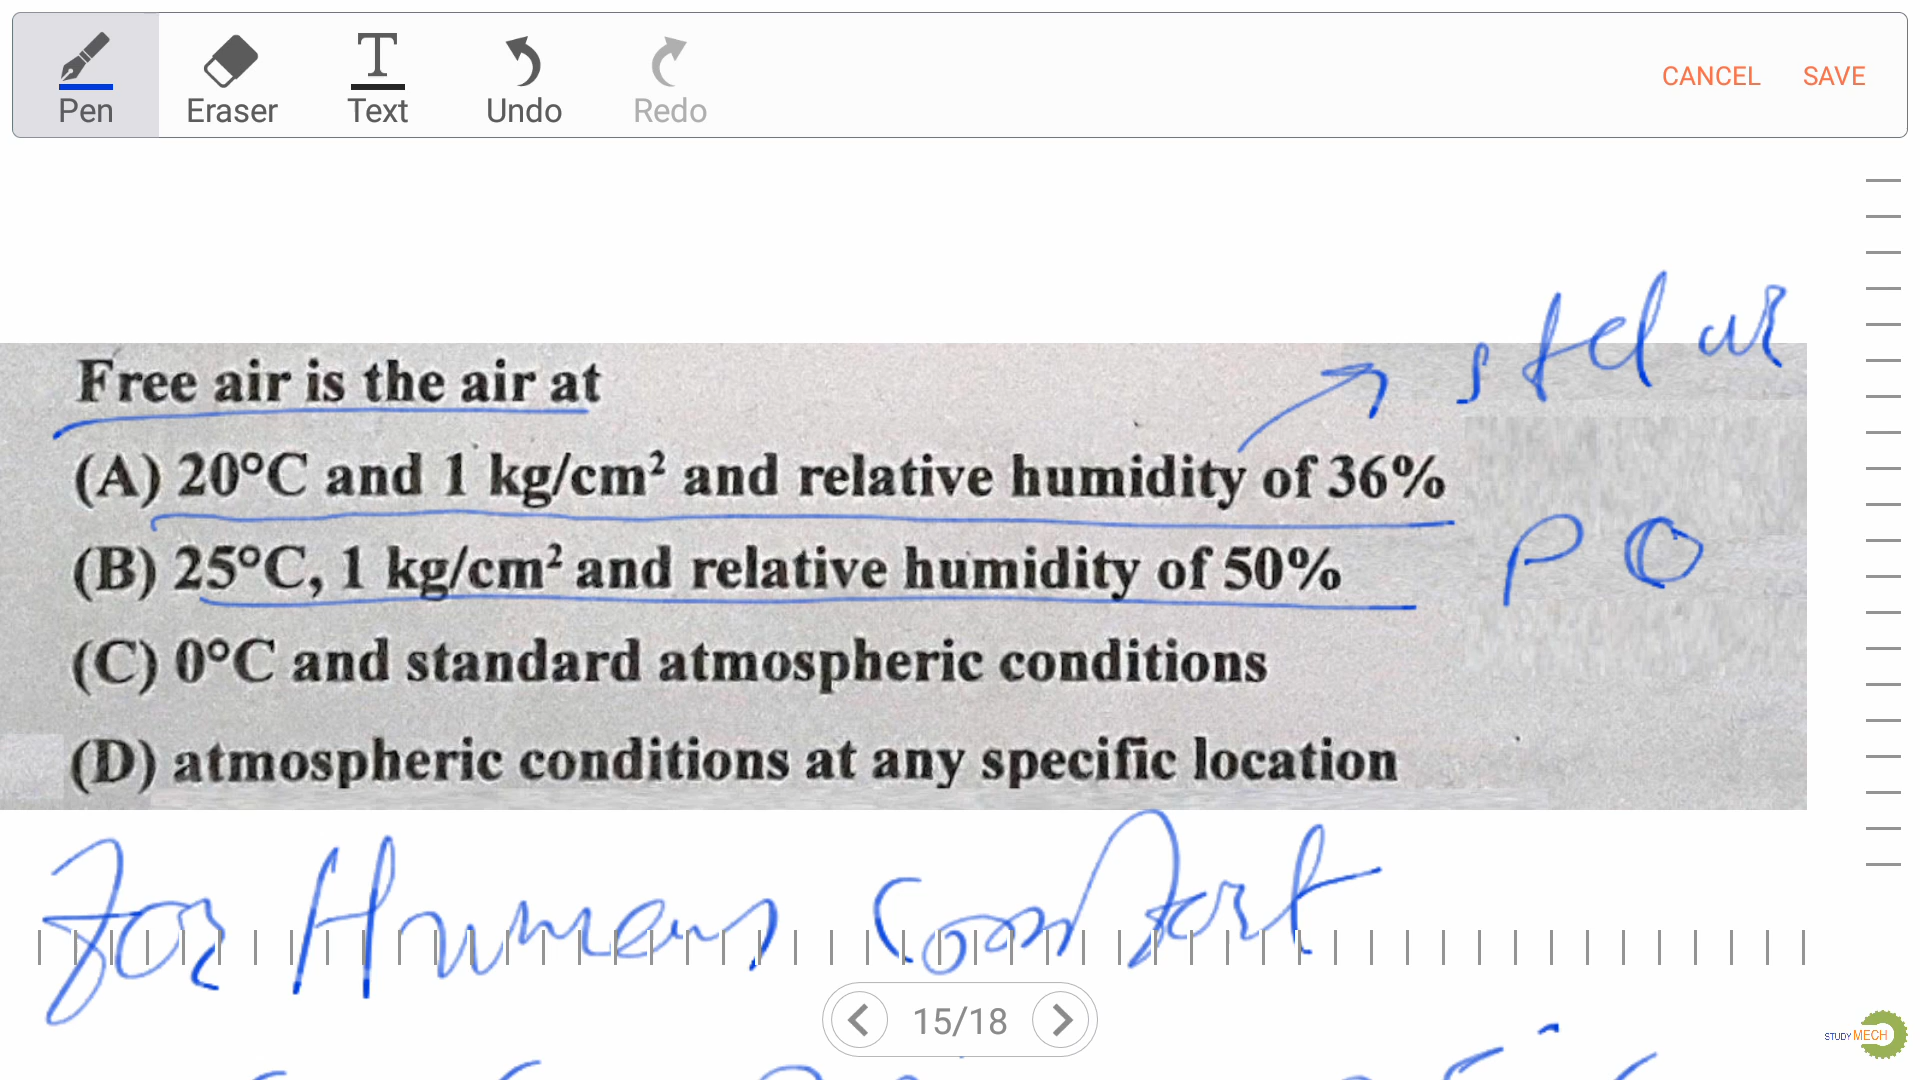 Pen Eraser Text Undo Redo CANCEL SAVE
std air
Free air is the air at
(A) 20°C and 1 kg/cm² and relative humidity of 36%
(B) 25°C, 1 kg/cm² and relative humidity of 50%
(C) 0°C and standard atmospheric conditions
(D) atmospheric conditions at any specific location
for Human Comfort
15/18
STUDY MECH